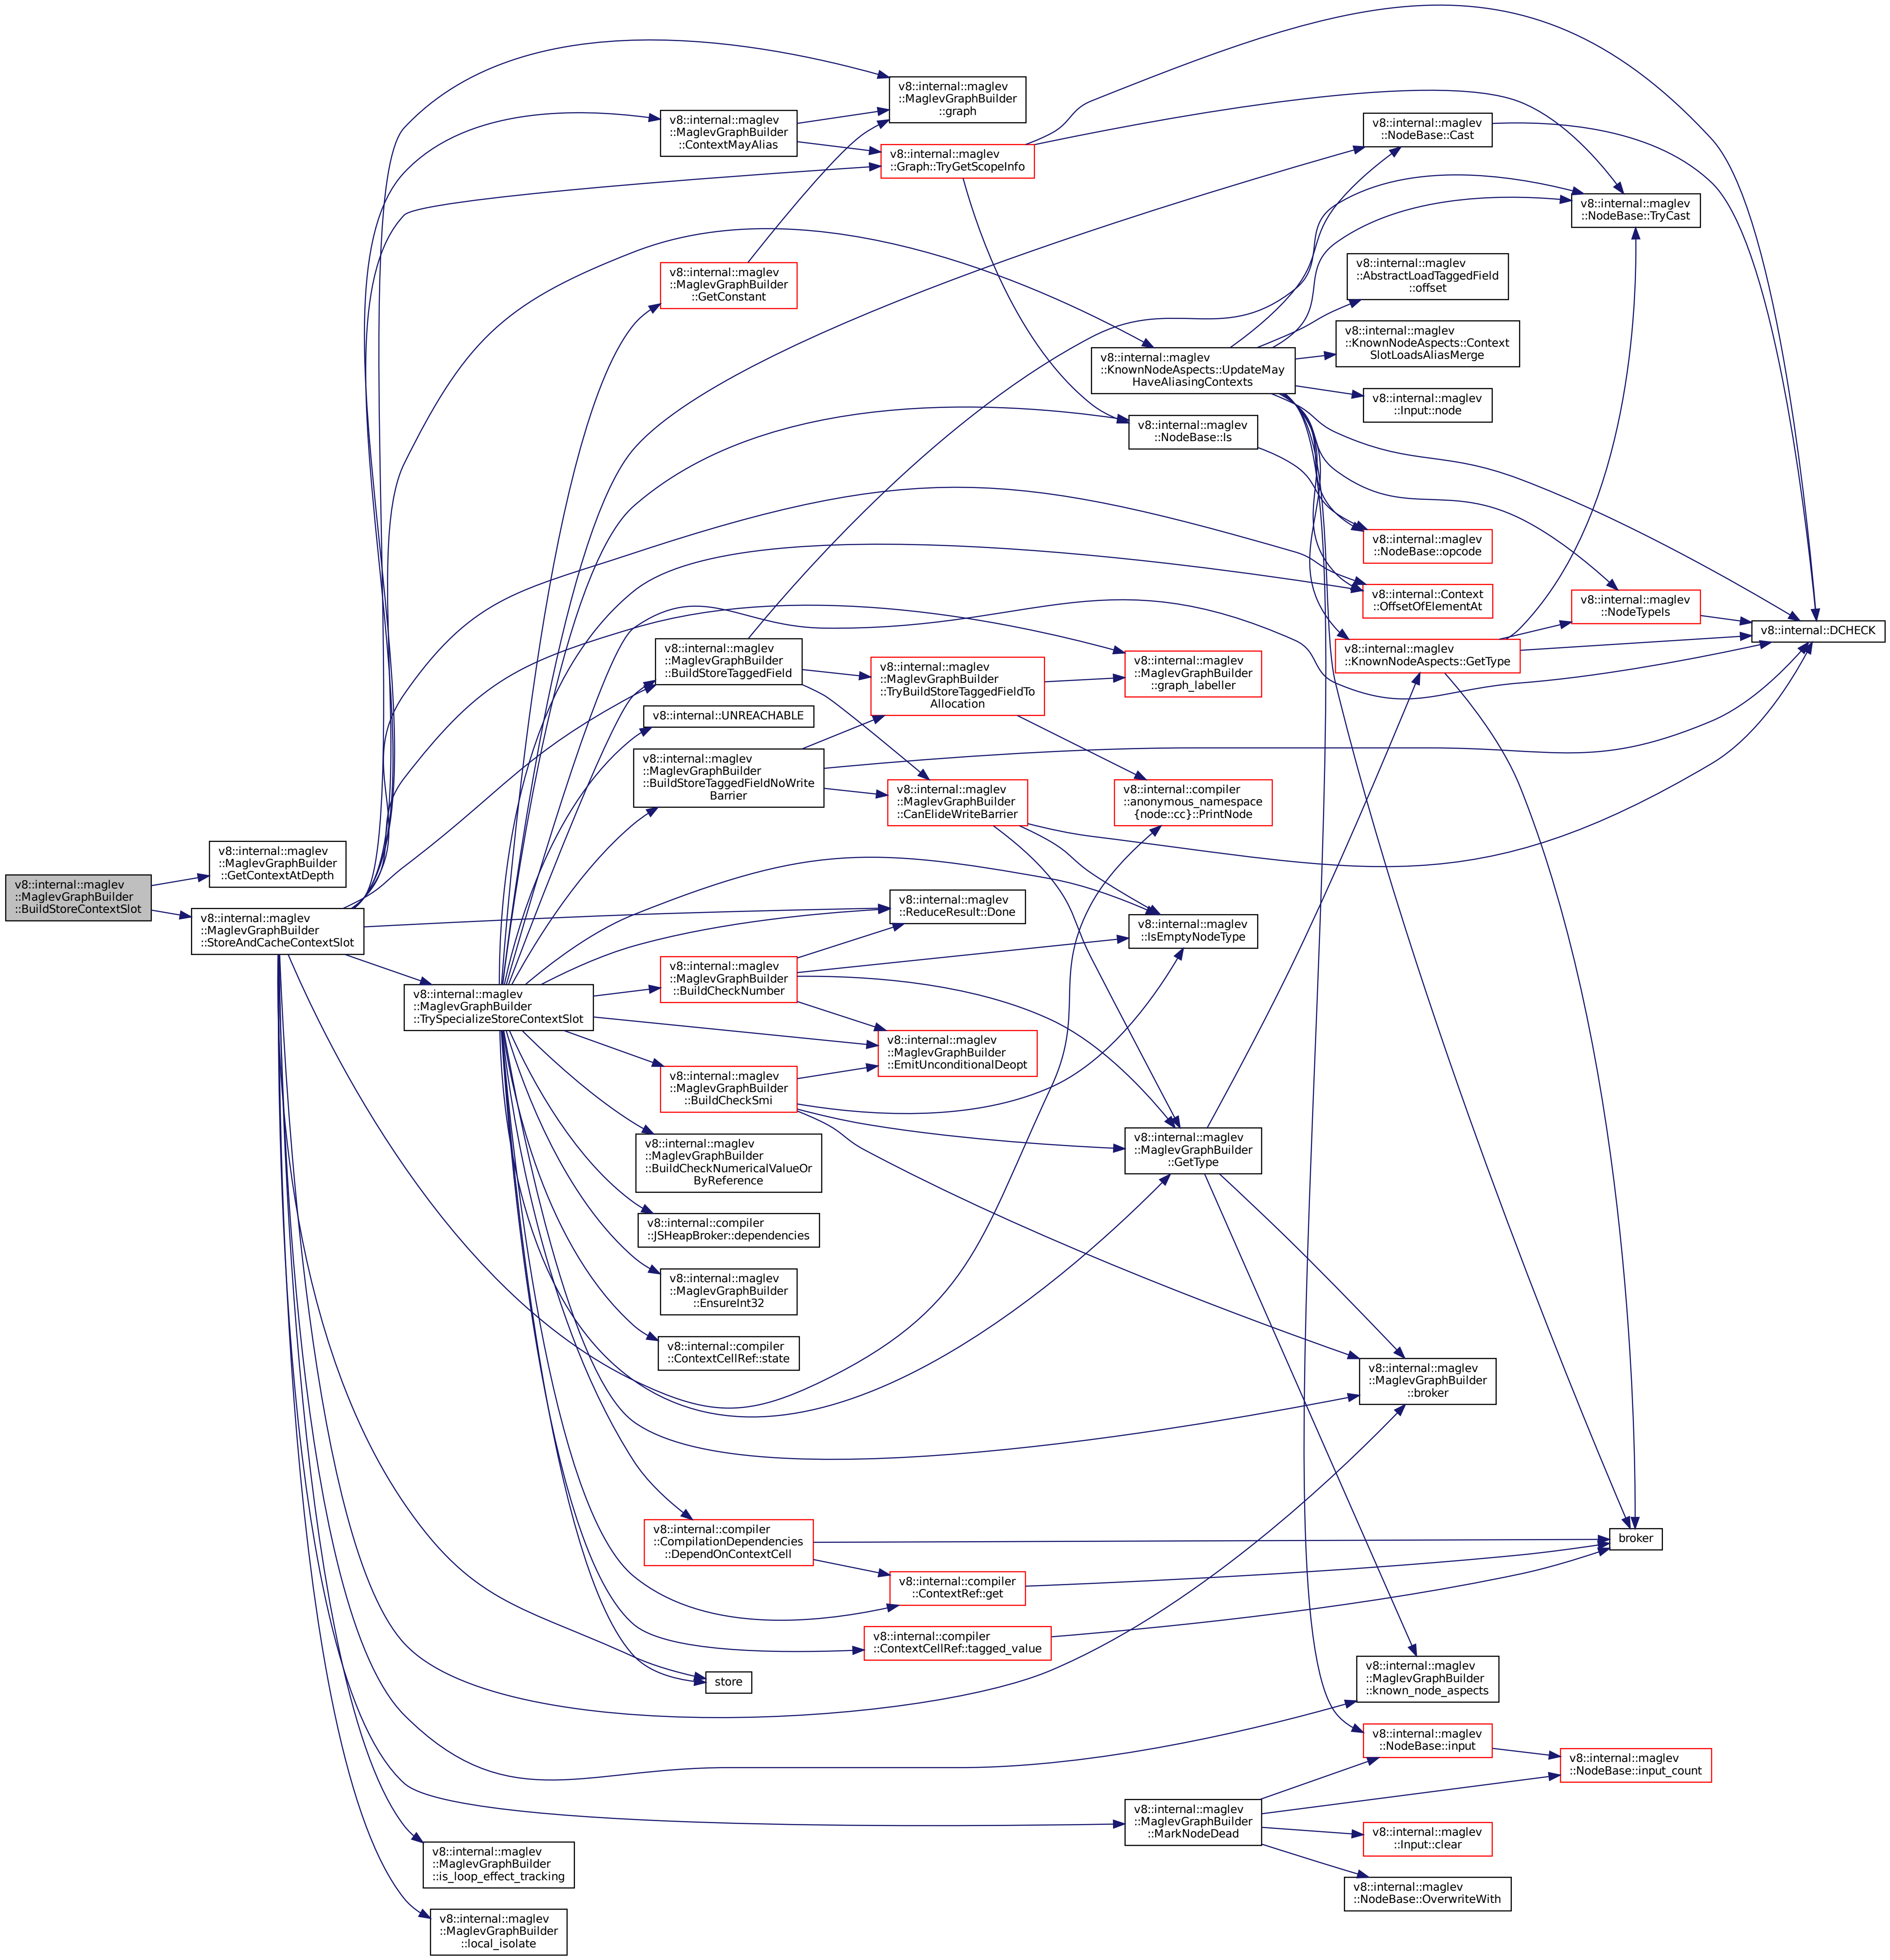 v8::internal::maglev
::MaglevGraphBuilder
::BuildStoreContextSlot
v8::internal::maglev
::MaglevGraphBuilder
::GetContextAtDepth
v8::internal::maglev
::MaglevGraphBuilder
::StoreAndCacheContextSlot
v8::internal::maglev
::MaglevGraphBuilder
::TrySpecializeStoreContextSlot
v8::internal::maglev
::MaglevGraphBuilder
::is_loop_effect_tracking
v8::internal::maglev
::MaglevGraphBuilder
::local_isolate
v8::internal::maglev
::MaglevGraphBuilder
::ContextMayAlias
v8::internal::maglev
::MaglevGraphBuilder
::GetConstant
v8::internal::maglev
::MaglevGraphBuilder
::BuildStoreTaggedField
v8::internal::UNREACHABLE
v8::internal::maglev
::MaglevGraphBuilder
::BuildStoreTaggedFieldNoWrite
Barrier
v8::internal::maglev
::MaglevGraphBuilder
::BuildCheckNumber
v8::internal::maglev
::MaglevGraphBuilder
::BuildCheckSmi
v8::internal::maglev
::MaglevGraphBuilder
::BuildCheckNumericalValueOr
ByReference
v8::internal::compiler
::JSHeapBroker::dependencies
v8::internal::maglev
::MaglevGraphBuilder
::EnsureInt32
v8::internal::compiler
::ContextCellRef::state
v8::internal::compiler
::CompilationDependencies
::DependOnContextCell
store
v8::internal::maglev
::MaglevGraphBuilder
::graph
v8::internal::maglev
::Graph::TryGetScopeInfo
v8::internal::maglev
::MaglevGraphBuilder
::TryBuildStoreTaggedFieldTo
Allocation
v8::internal::maglev
::MaglevGraphBuilder
::CanElideWriteBarrier
v8::internal::maglev
::ReduceResult::Done
v8::internal::maglev
::MaglevGraphBuilder
::EmitUnconditionalDeopt
v8::internal::compiler
::ContextRef::get
v8::internal::compiler
::ContextCellRef::tagged_value
v8::internal::maglev
::KnownNodeAspects::UpdateMay
HaveAliasingContexts
v8::internal::maglev
::NodeBase::Is
v8::internal::maglev
::MaglevGraphBuilder
::graph_labeller
v8::internal::compiler
::anonymous_namespace
{node::cc}::PrintNode
v8::internal::maglev
::IsEmptyNodeType
v8::internal::maglev
::MaglevGraphBuilder
::GetType
v8::internal::maglev
::MaglevGraphBuilder
::MarkNodeDead
v8::internal::maglev
::NodeBase::Cast
v8::internal::maglev
::AbstractLoadTaggedField
::offset
v8::internal::maglev
::KnownNodeAspects::Context
SlotLoadsAliasMerge
v8::internal::maglev
::Input::node
v8::internal::maglev
::NodeBase::opcode
v8::internal::Context
::OffsetOfElementAt
v8::internal::maglev
::KnownNodeAspects::GetType
v8::internal::maglev
::MaglevGraphBuilder
::broker
v8::internal::maglev
::MaglevGraphBuilder
::known_node_aspects
v8::internal::maglev
::NodeBase::input
v8::internal::maglev
::Input::clear
v8::internal::maglev
::NodeBase::OverwriteWith
v8::internal::maglev
::NodeBase::TryCast
v8::internal::maglev
::NodeTypeIs
broker
v8::internal::maglev
::NodeBase::input_count
v8::internal::DCHECK